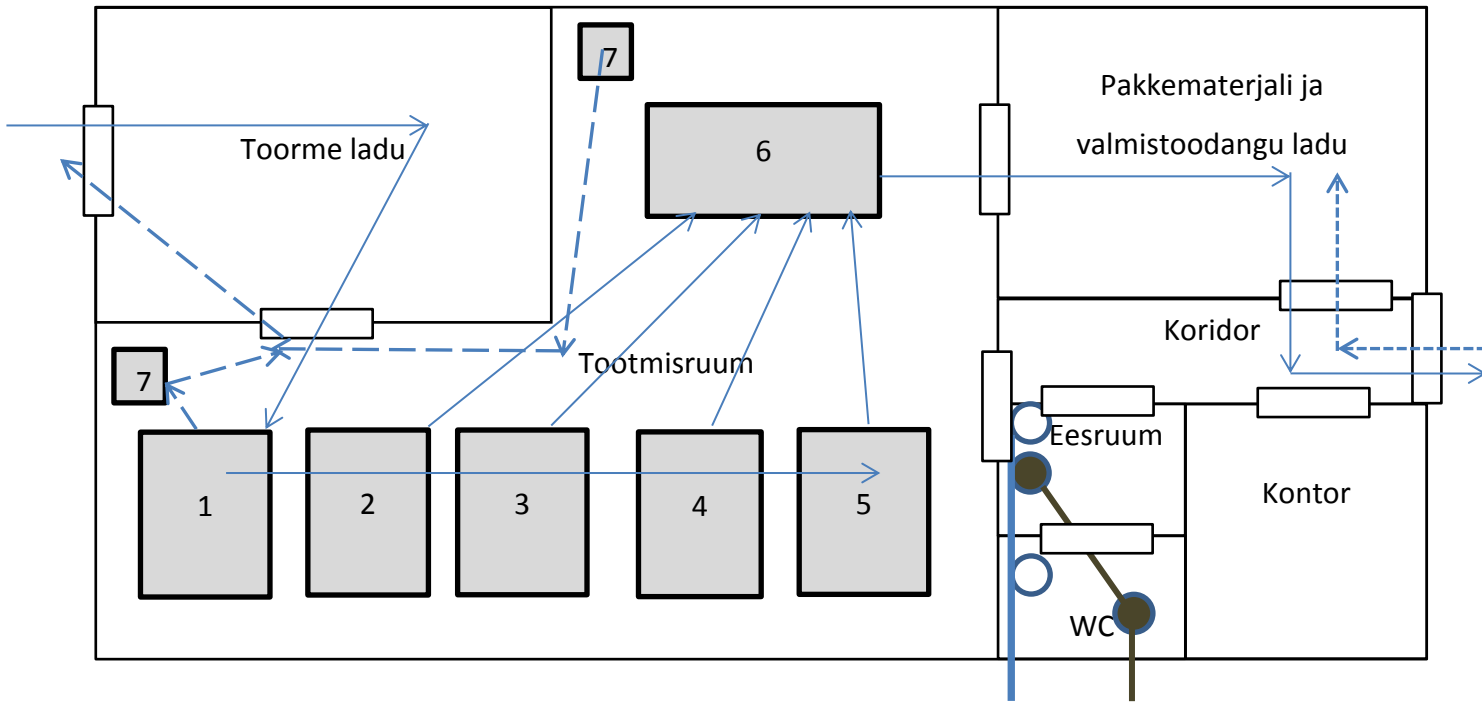 7
Pakkematerjali ja
valmistoodangu ladu
Toorme ladu
6
Koridor
Tootmisruum
7
Eesruum
1
2
3
4
5
Kontor
WC